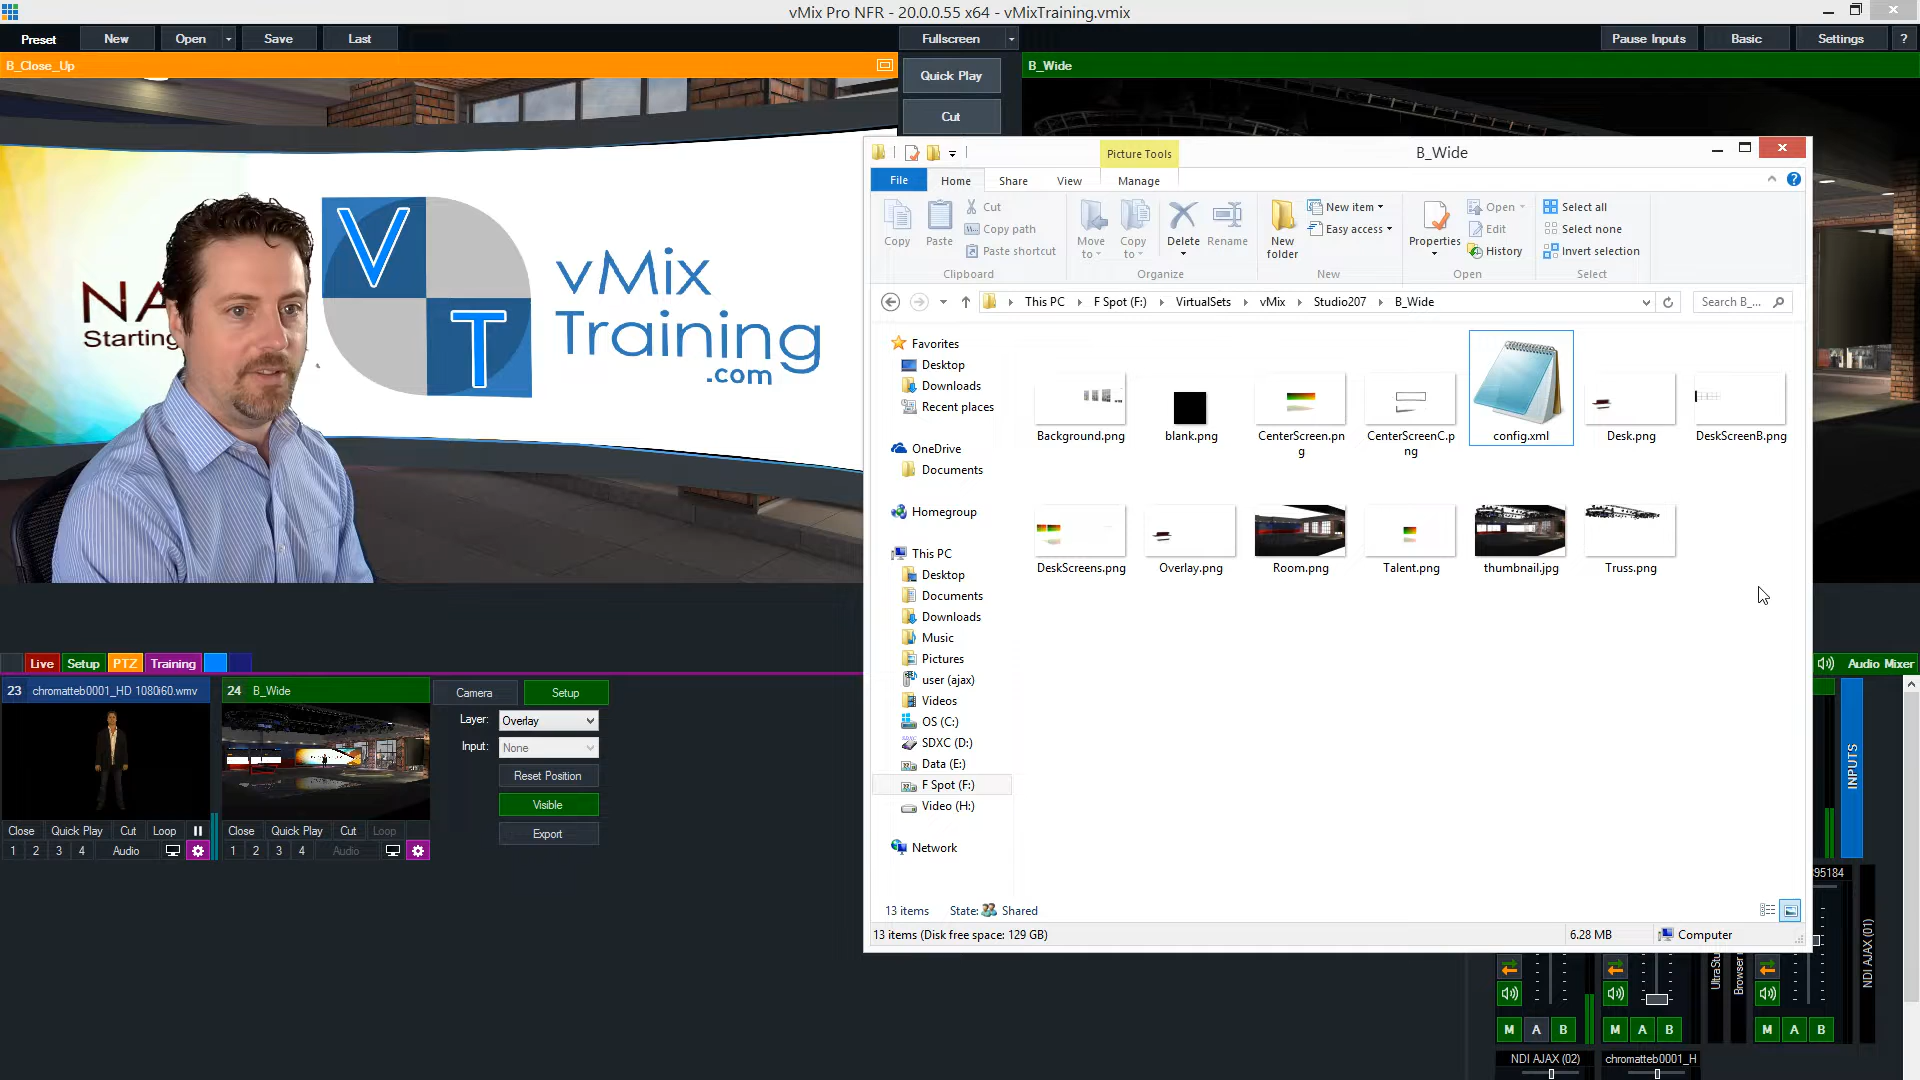 vMix Pro NFR - 20.0.0.55 x64 - vMixTraining.vmix
Preset
New
Open
Save
Last
Fullscreen
Pause Inputs
Basic
Settings
?
B_Close_Up
Quick Play
Cut
B_Wide
NA
Starting
V
T
vMix
Training
.com
Picture Tools
B_Wide
File
Home
Share
View
Manage
Copy
Paste
Cut
Copy path
Paste shortcut
Clipboard
Move to
Copy to
Delete
Rename
Organize
New folder
New item
Easy access
New
Properties
Open
Edit
History
Open
Select all
Select none
Invert selection
Select
This PC
F Spot (F:)
VirtualSets
vMix
Studio207
B_Wide
Search B_...
Favorites
Desktop
Downloads
Recent places
OneDrive
Documents
Homegroup
This PC
Desktop
Documents
Downloads
Music
Pictures
user (ajax)
Videos
OS (C:)
SDXC (D:)
Data (E:)
F Spot (F:)
Video (H:)
Network
Background.png
blank.png
CenterScreen.png
CenterScreenC.png
config.xml
Desk.png
DeskScreenB.png
DeskScreens.png
Overlay.png
Room.png
Talent.png
thumbnail.jpg
Truss.png
13 items State: Shared
13 items (Disk free space: 129 GB)
6.28 MB
Computer
Live
Setup
PTZ
Training
Audio Mixer
23 chromatteb0001_HD 1080i60.wmv
24 B_Wide
Camera
Setup
Layer: Overlay
Input: None
Reset Position
Visible
Export
Close Quick Play Cut Loop
1 2 3 4 Audio
Close Quick Play Cut Loop
1 2 3 4 Audio
INPUTS
95184
NDI AJAX (01)
UltraStu
Browser
M A B
M A B
M A B
NDI AJAX (02)
chromatteb0001_H